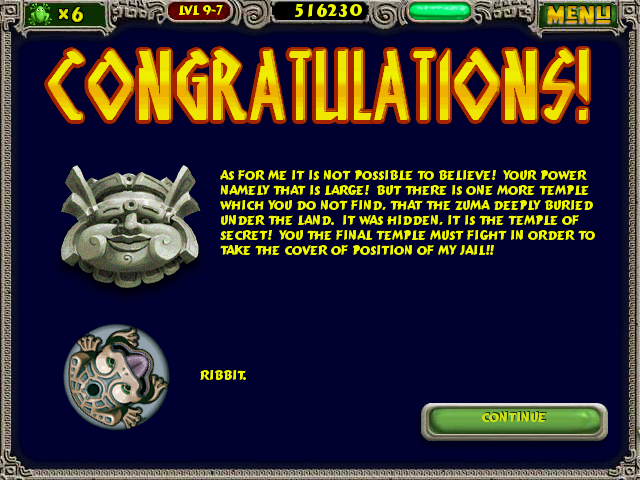 ×6
LVL 9-7
516230
MENU
CONGRATULATIONS!
AS FOR ME IT IS NOT POSSIBLE TO BELIEVE! YOUR POWER
NAMELY THAT IS LARGE! BUT THERE IS ONE MORE TEMPLE
WHICH YOU DO NOT FIND, THAT THE ZUMA DEEPLY BURIED
UNDER THE LAND. IT WAS HIDDEN, IT IS THE TEMPLE OF
SECRET! YOU THE FINAL TEMPLE MUST FIGHT IN ORDER TO
TAKE THE COVER OF POSITION OF MY JAIL!!
RIBBIT.
CONTINUE